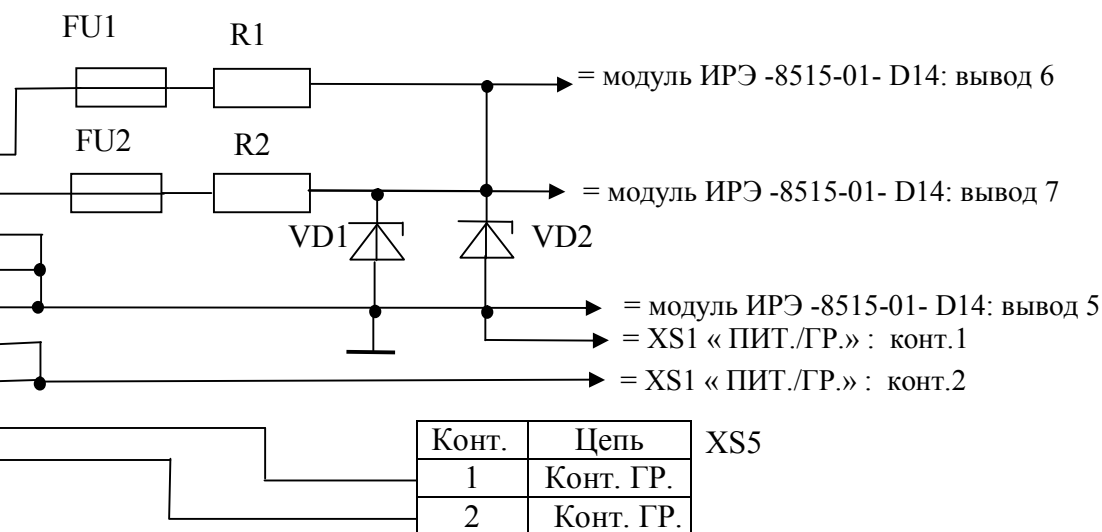 FU1
R1
= модуль ИРЭ -8515-01- D14: вывод 6
FU2
R2
= модуль ИРЭ -8515-01- D14: вывод 7
VD1
VD2
= модуль ИРЭ -8515-01- D14: вывод 5
= XS1 « ПИТ./ГР.» : конт.1
= XS1 « ПИТ./ГР.» : конт.2
Конт. Цепь XS5
1 Конт. ГР.
2 Конт. ГР.